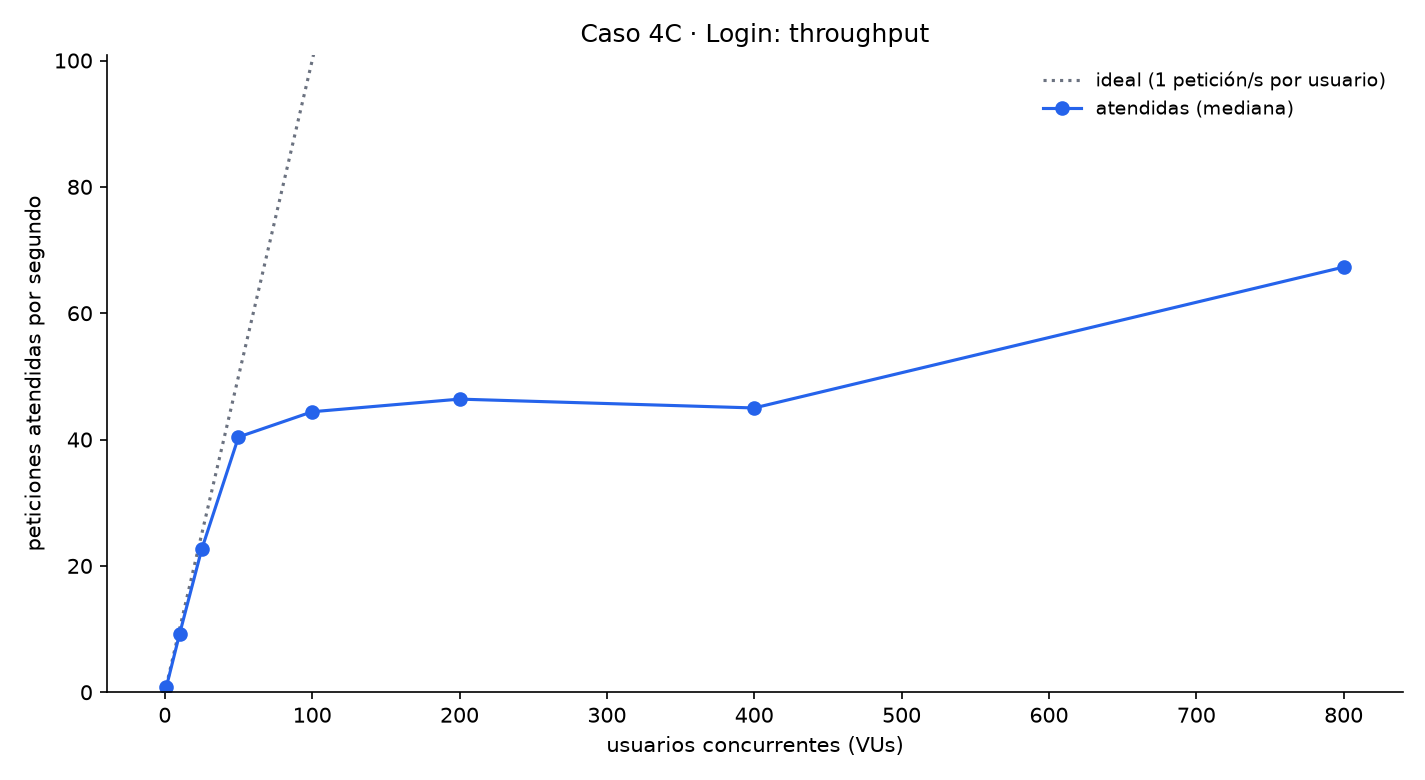 Caso 4C · Login: throughput
ideal (1 petición/s por usuario)
atendidas (mediana)
peticiones atendidas por segundo
100
80
60
40
20
0
0 100 200 300 400 500 600 700 800
usuarios concurrentes (VUs)